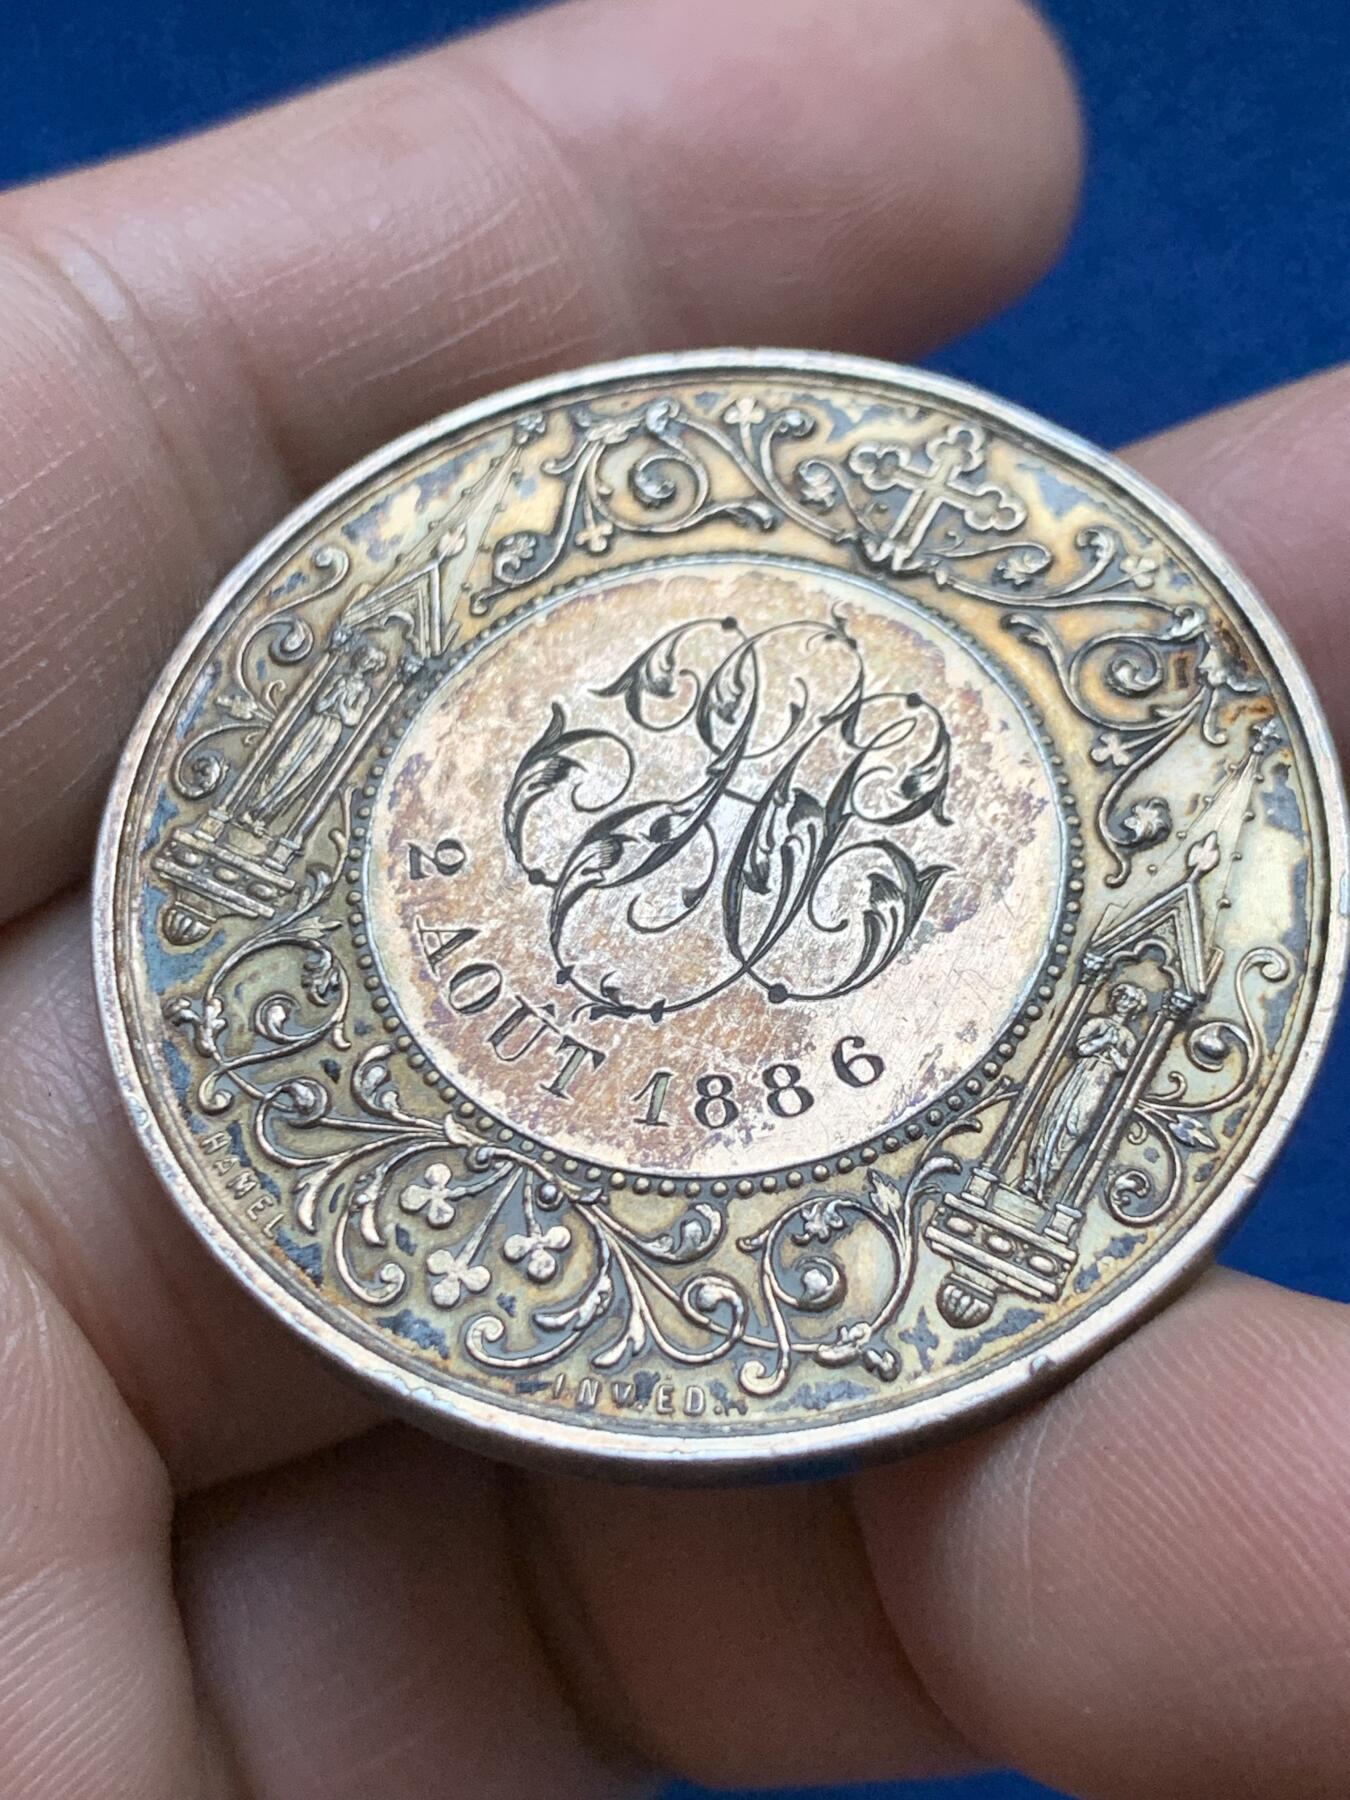 2 AOÛT 1886
HAMEL
INV. ED.